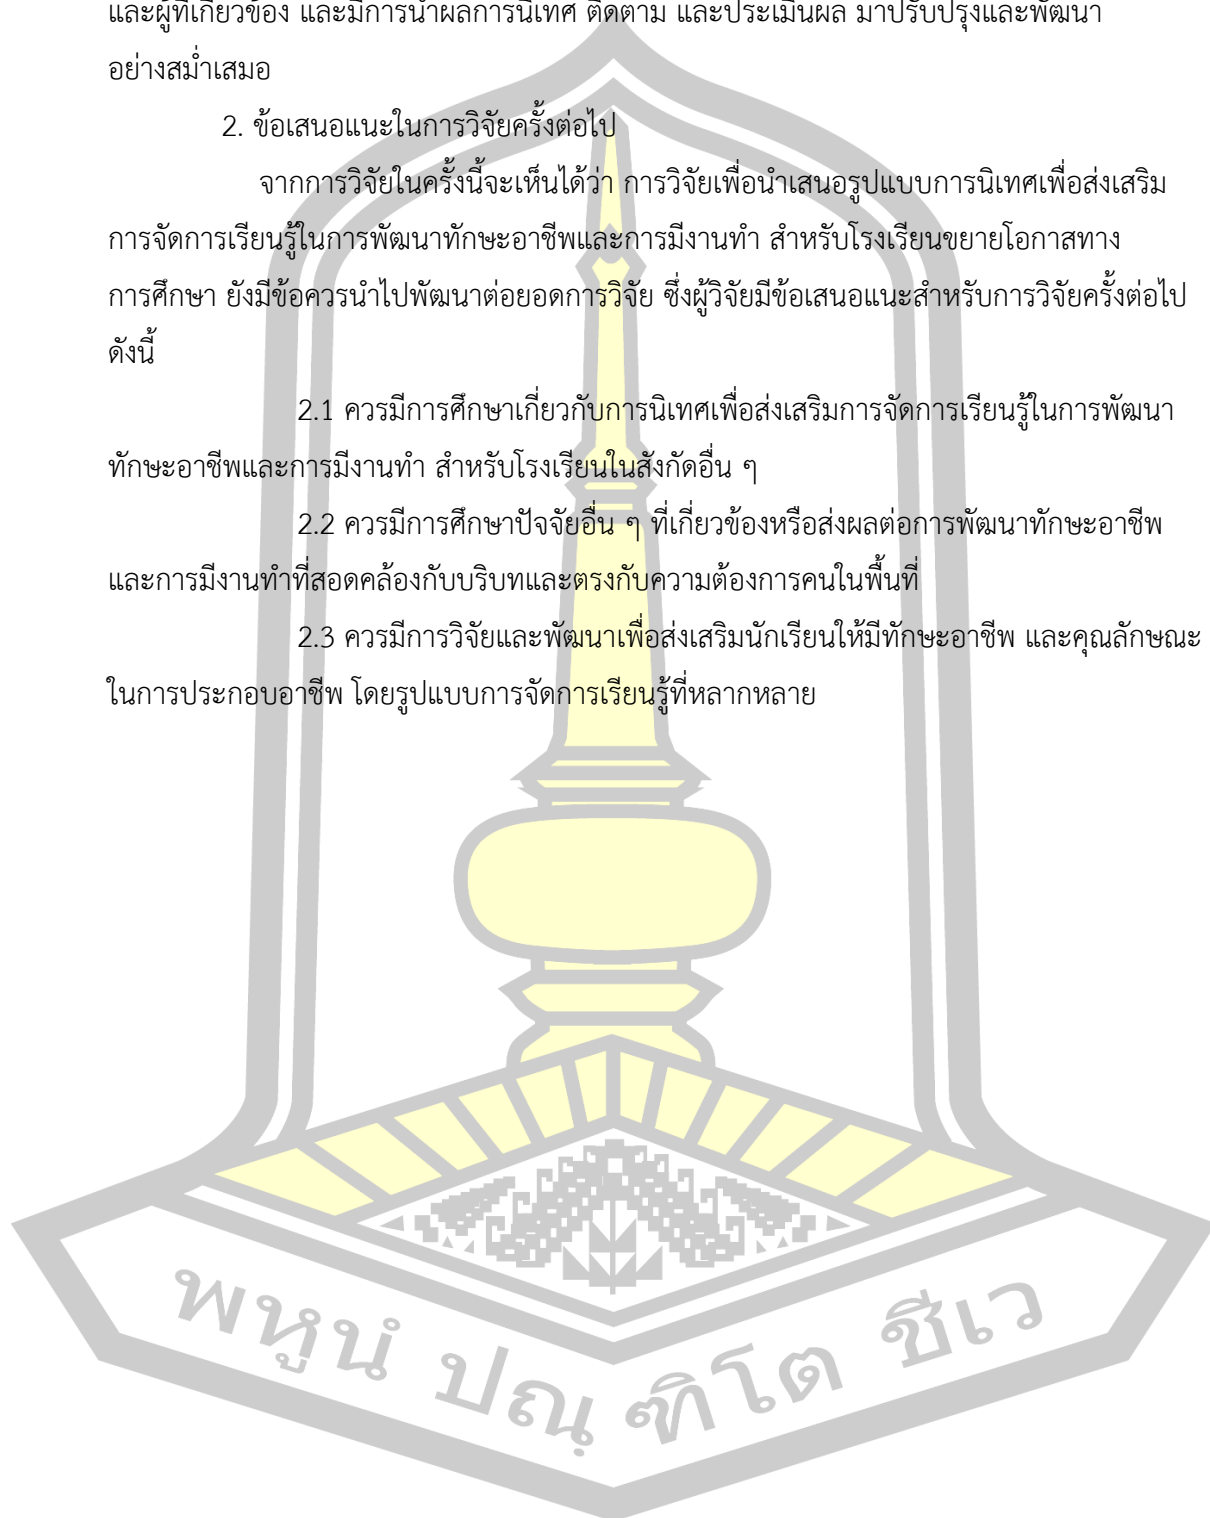 และผู้ที่เกี่ยวข้อง และมีการนำผลการนิเทศ ติดตาม และประเมินผล มาปรับปรุงและพัฒนา
อย่างสม่ำเสมอ
2. ข้อเสนอแนะในการวิจัยครั้งต่อไป
จากการวิจัยในครั้งนี้จะเห็นได้ว่า การวิจัยเพื่อนำเสนอรูปแบบการนิเทศเพื่อส่งเสริม
การจัดการเรียนรู้ในการพัฒนาทักษะอาชีพและการมีงานทำ สำหรับโรงเรียนขยายโอกาสทาง
การศึกษา ยังมีข้อควรนำไปพัฒนาต่อยอดการวิจัย ซึ่งผู้วิจัยมีข้อเสนอแนะสำหรับการวิจัยครั้งต่อไป
ดังนี้
2.1 ควรมีการศึกษาเกี่ยวกับการนิเทศเพื่อส่งเสริมการจัดการเรียนรู้ในการพัฒนา
ทักษะอาชีพและการมีงานทำ สำหรับโรงเรียนในสังกัดอื่น ๆ
2.2 ควรมีการศึกษาปัจจัยอื่น ๆ ที่เกี่ยวข้องหรือส่งผลต่อการพัฒนาทักษะอาชีพ
และการมีงานทำที่สอดคล้องกับบริบทและตรงกับความต้องการคนในพื้นที่
2.3 ควรมีการวิจัยและพัฒนาเพื่อส่งเสริมนักเรียนให้มีทักษะอาชีพ และคุณลักษณะ
ในการประกอบอาชีพ โดยรูปแบบการจัดการเรียนรู้ที่หลากหลาย
พหูนํ ปณฺฑิโต ชีเว